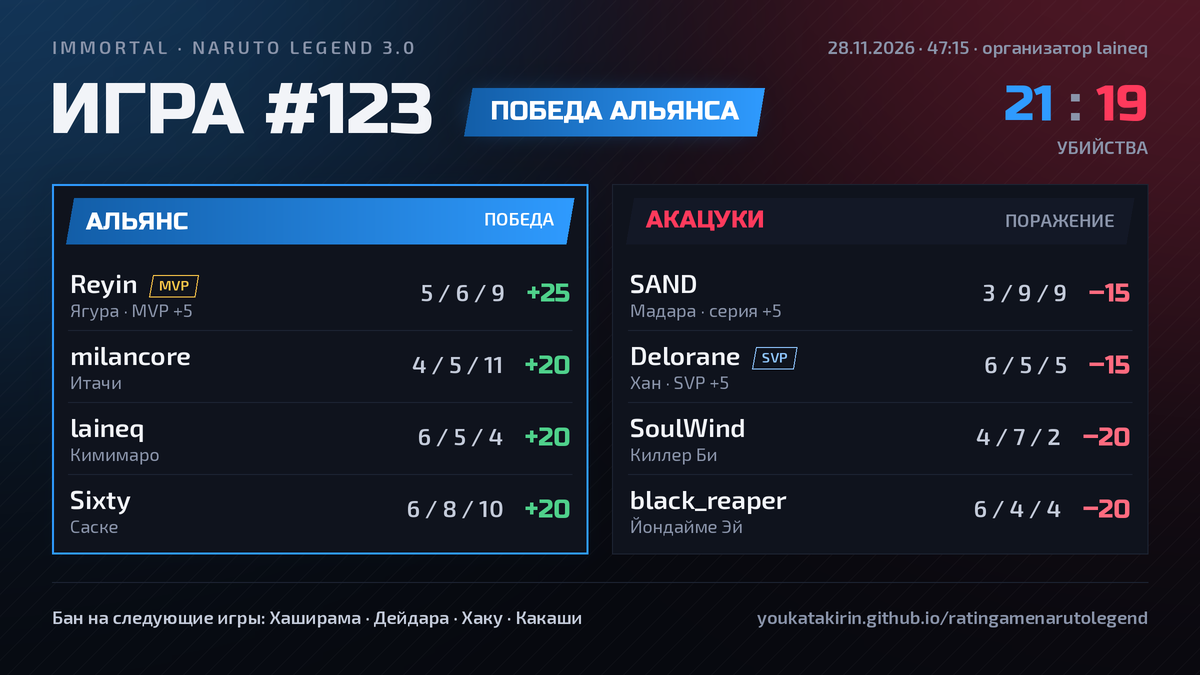 IMMORTAL · NARUTO LEGEND 3.0
28.11.2026 · 47:15 · организатор laineq
ИГРА #123
ПОБЕДА АЛЬЯНСА
21 : 19
УБИЙСТВА
АЛЬЯНС ПОБЕДА
Reyin MVP 5 / 6 / 9 +25
Ягура · MVP +5
milancore 4 / 5 / 11 +20
Итачи
laineq 6 / 5 / 4 +20
Кимимаро
Sixty 6 / 8 / 10 +20
Саске
АКАЦУКИ ПОРАЖЕНИЕ
SAND 3 / 9 / 9 −15
Мадара · серия +5
Delorane SVP 6 / 5 / 5 −15
Хан · SVP +5
SoulWind 4 / 7 / 2 −20
Киллер Би
black_reaper 6 / 4 / 4 −20
Йондайме Эй
Бан на следующие игры: Хаширама · Дейдара · Хаку · Какаши
youkatakirin.github.io/ratingamenarutolegend